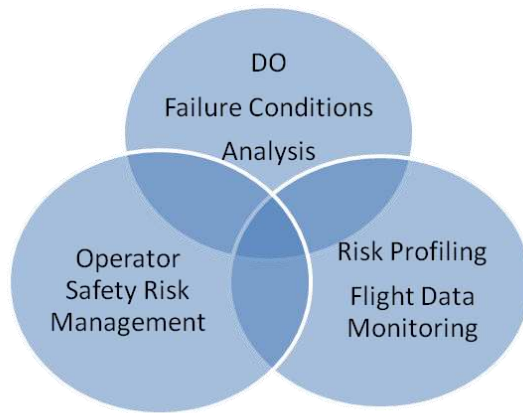 DO
Failure Conditions
Analysis
Operator
Safety Risk
Management
Risk Profiling
Flight Data
Monitoring